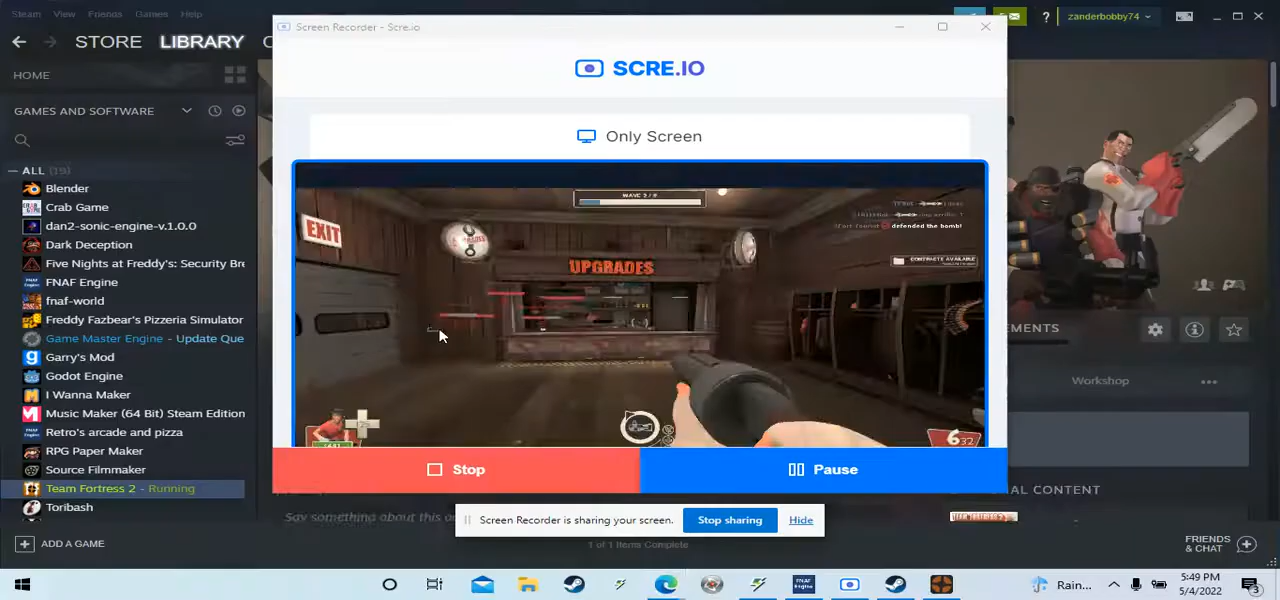 Steam View Friends Games Help
zanderbobby74
Screen Recorder - Scre.io
STORE LIBRARY C
SCRE.IO
HOME
GAMES AND SOFTWARE
Only Screen
ALL (19)
Blender
Crab Game
dan2-sonic-engine-v.1.0.0
Dark Deception
Five Nights at Freddy's: Security Bre
FNAF Engine
fnaf-world
Freddy Fazbear's Pizzeria Simulator
Game Master Engine - Update Que
Garry's Mod
Godot Engine
I Wanna Maker
Music Maker (64 Bit) Steam Edition
Retro's arcade and pizza
RPG Paper Maker
Source Filmmaker
Team Fortress 2 - Running
Toribash
EXIT
UPGRADES
defended the bomb!
CONTRACTS AVAILABLE
6 32
EMENTS
Workshop
Stop
Pause
AL CONTENT
Say something about this
Screen Recorder is sharing your screen.
Stop sharing
Hide
1 of 1 Items Complete
ADD A GAME
FRIENDS
& CHAT
Rain...
5:49 PM
5/4/2022
3